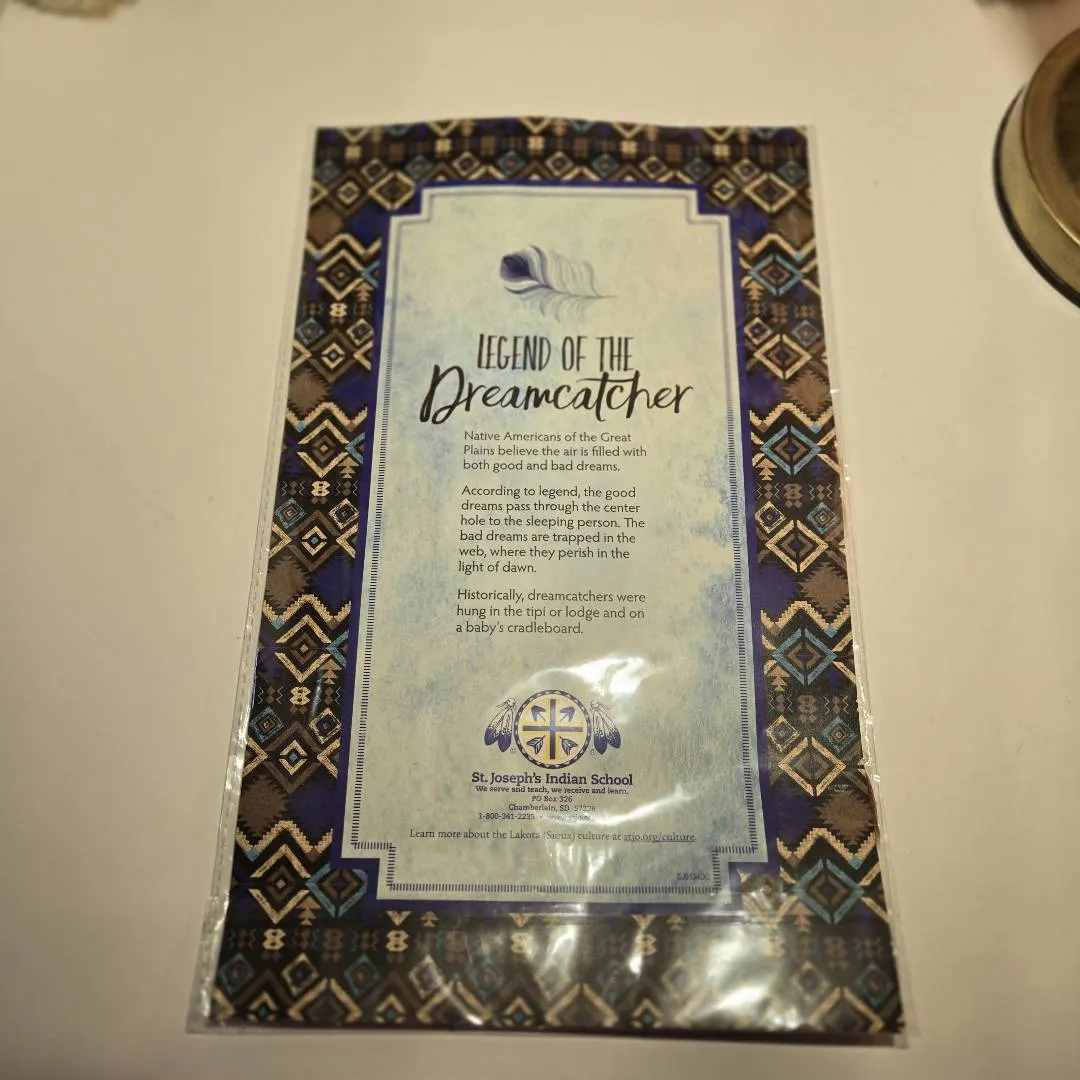 LEGEND OF THE
Dreamcatcher
Native Americans of the Great
Plains believe the air is filled with
both good and bad dreams.
According to legend, the good
dreams pass through the center
hole to the sleeping person. The
bad dreams are trapped in the
web, where they perish in the
light of dawn.
Historically, dreamcatchers were
hung in the tipi or lodge and on
a baby's cradleboard.
St. Joseph's Indian School
We serve and teach, we receive and learn.
PO Box 326
Chamberlain, SD 57326
1-800-341-2235 •
Learn more about the Lakota (Sioux) culture at stjo.org/culture.